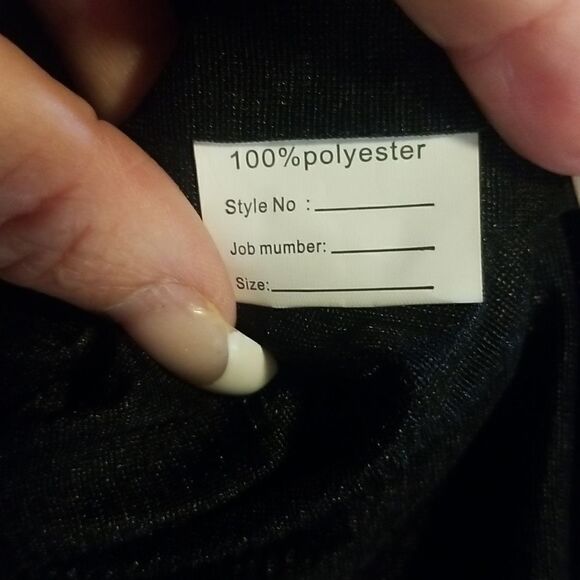 100%polyester
Style No :
Job mumber:
Size: